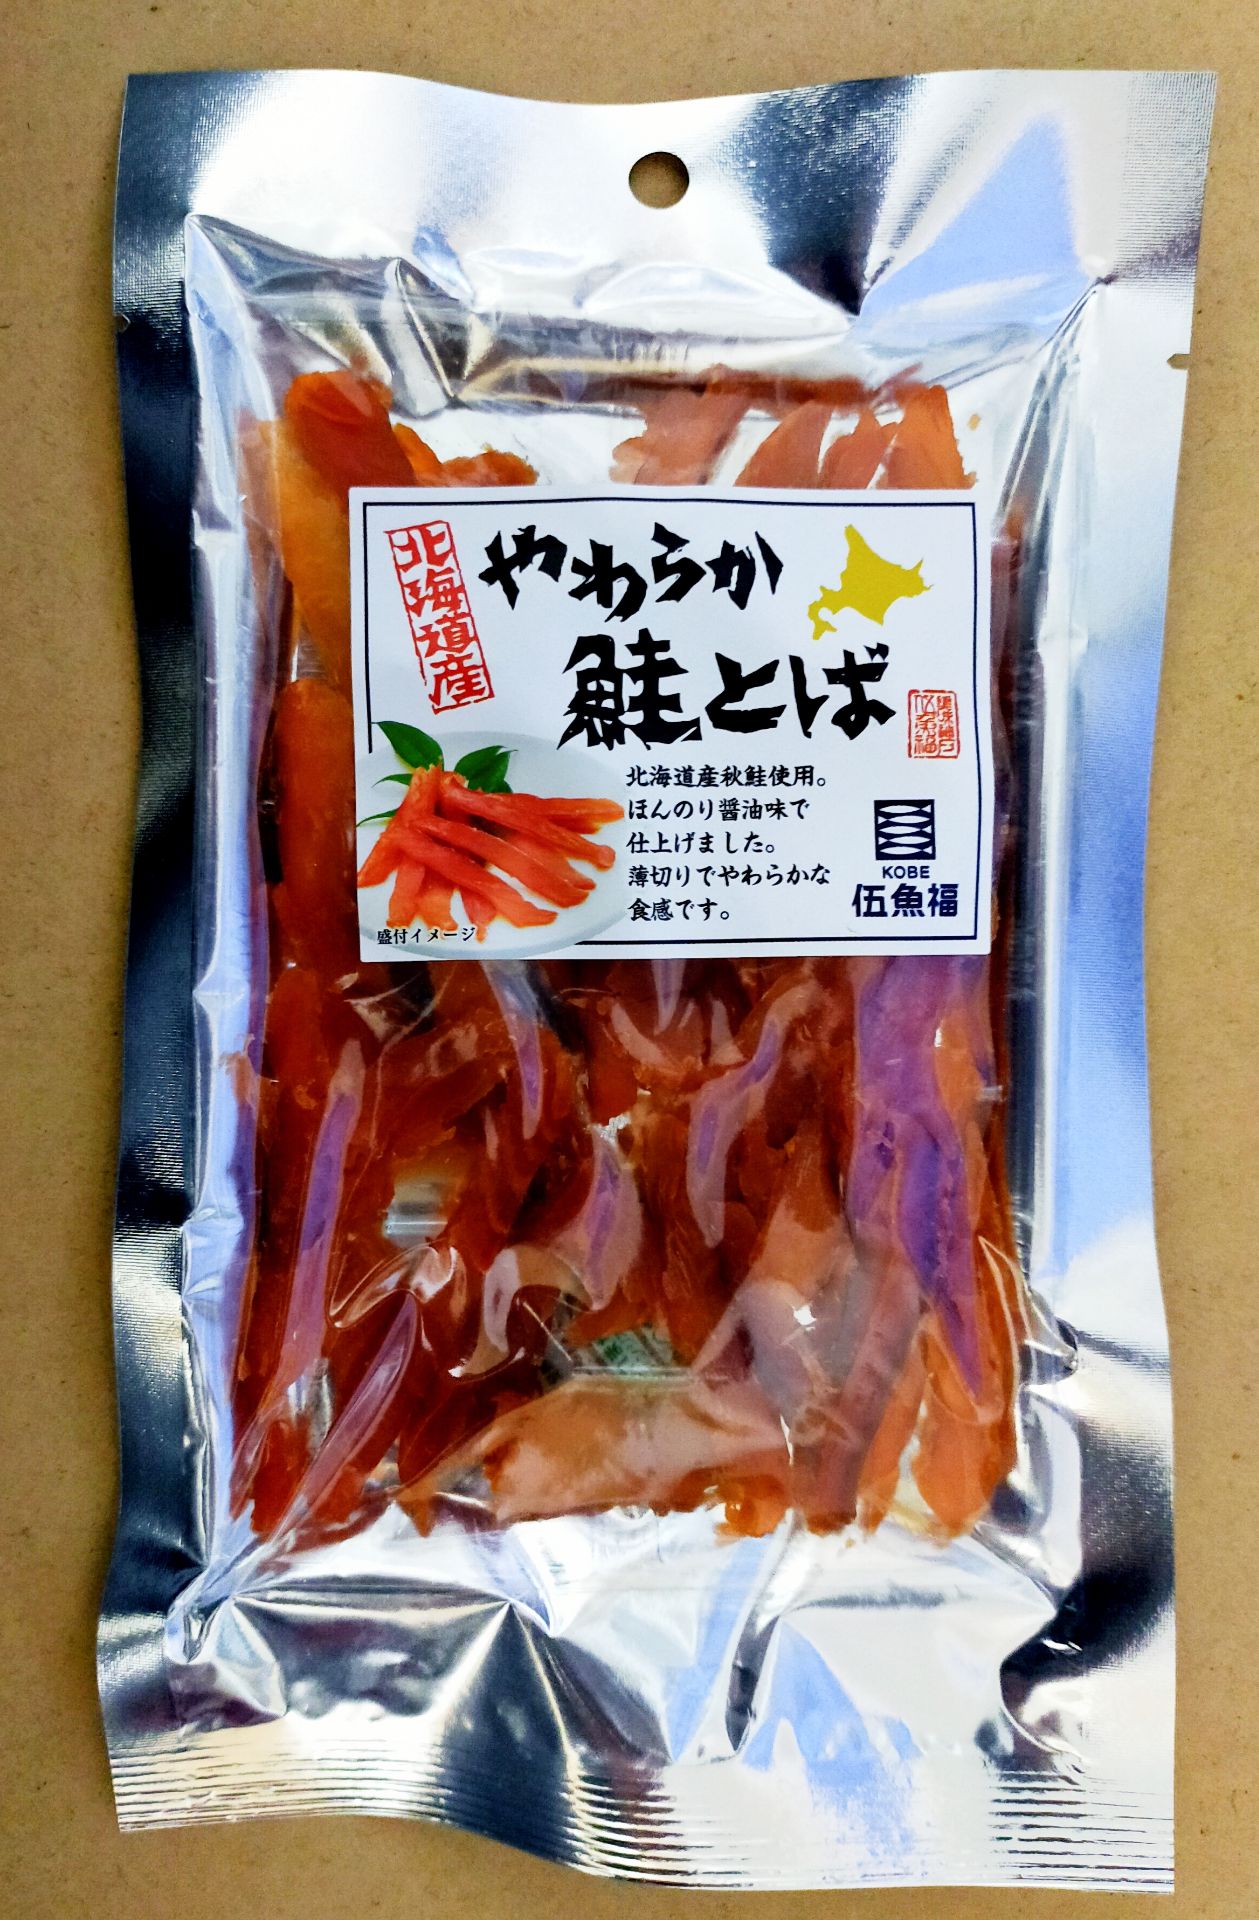 北海道産
やわらか
鮭とば
北海道産秋鮭使用。
ほんのり醤油味で
仕上げました。
薄切りでやわらかな
食感です。
盛付イメージ
KOBE
伍魚福